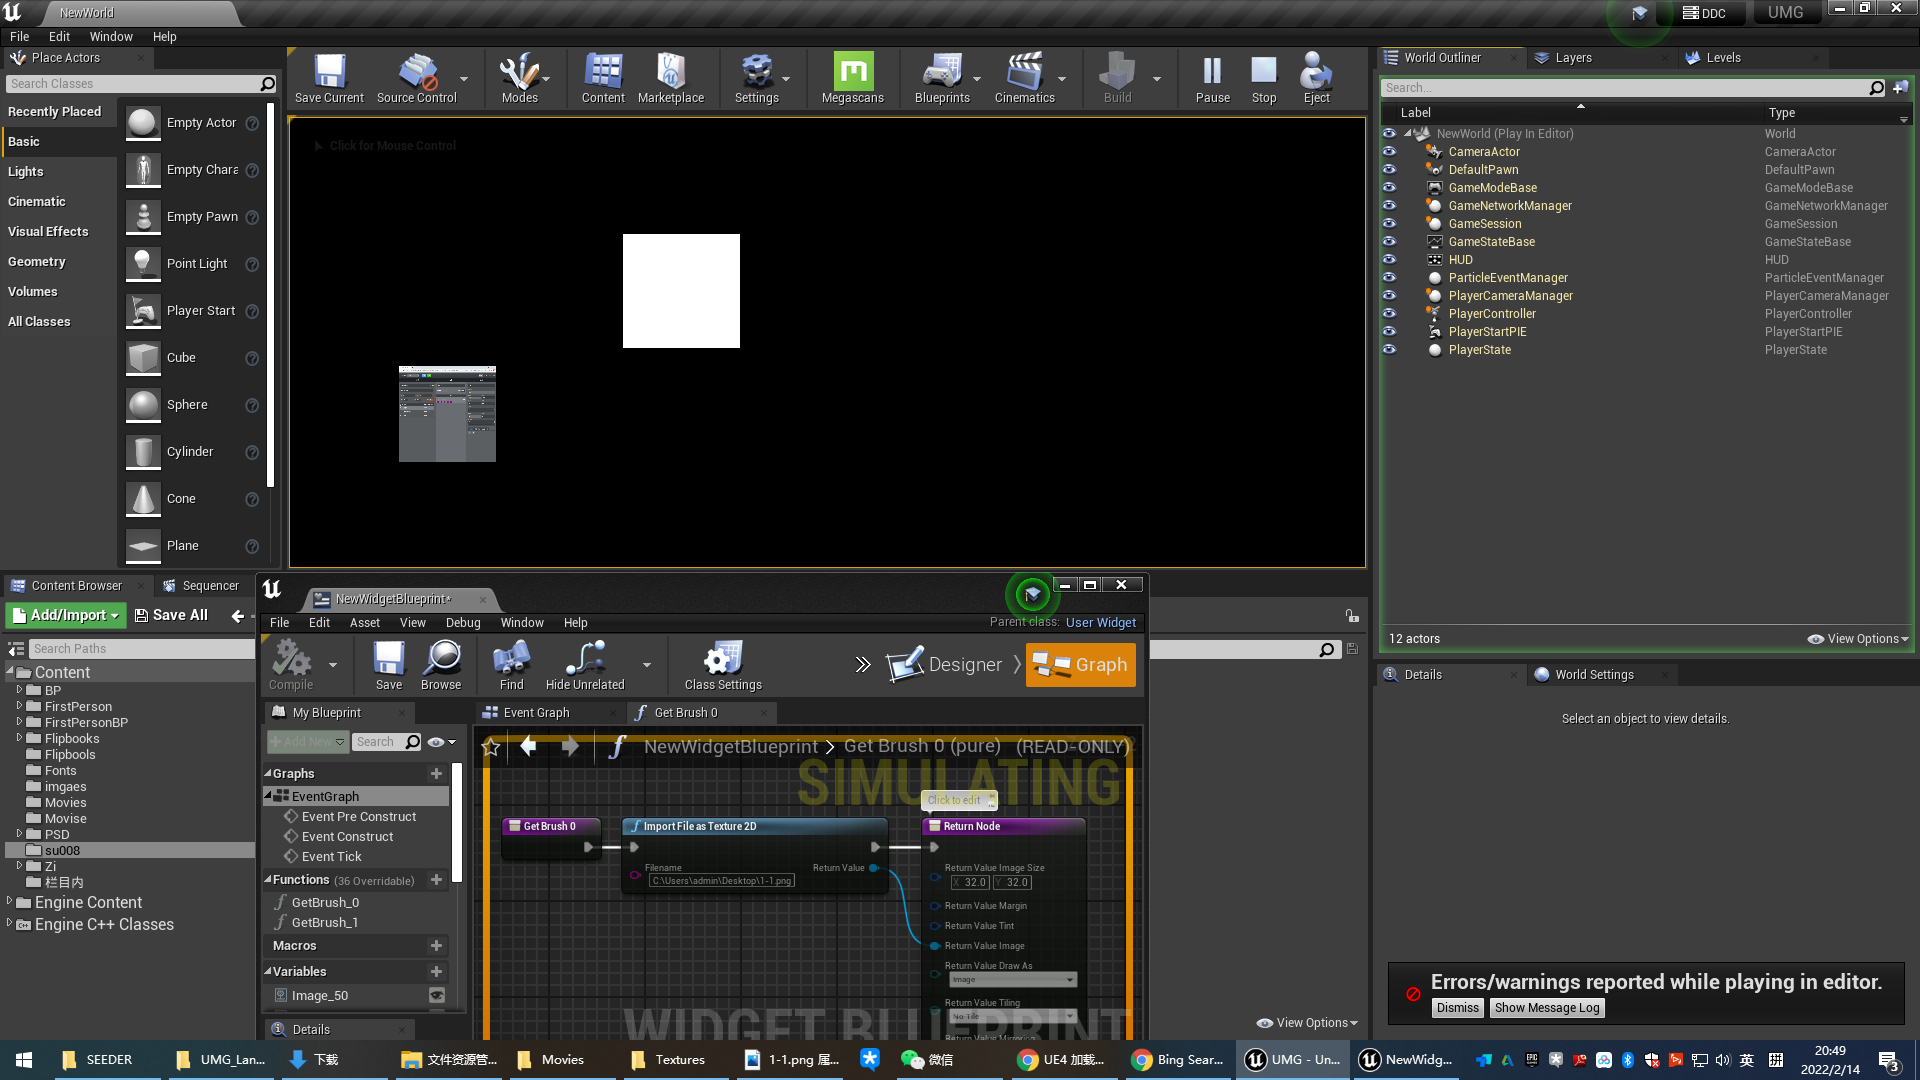 NewWorld
DDC
UMG
File Edit Window Help
Place Actors
Search Classes
Recently Placed
Basic
Lights
Cinematic
Visual Effects
Geometry
Volumes
All Classes
Empty Actor
Empty Chara
Empty Pawn
Point Light
Player Start
Cube
Sphere
Cylinder
Cone
Plane
Save Current
Source Control
Modes
Content
Marketplace
Settings
Megascans
Blueprints
Cinematics
Build
Pause
Stop
Eject
Click for Mouse Control
World Outliner
Layers
Levels
Search...
Label Type
NewWorld (Play In Editor) World
CameraActor CameraActor
DefaultPawn DefaultPawn
GameModeBase GameModeBase
GameNetworkManager GameNetworkManager
GameSession GameSession
GameStateBase GameStateBase
HUD HUD
ParticleEventManager ParticleEventManager
PlayerCameraManager PlayerCameraManager
PlayerController PlayerController
PlayerStartPIE PlayerStartPIE
PlayerState PlayerState
12 actors
View Options
Details
World Settings
Select an object to view details.
Content Browser
Sequencer
Add/Import
Save All
Search Paths
Content
BP
FirstPerson
FirstPersonBP
Flipbooks
Flipbools
Fonts
imgaes
Movies
Movise
PSD
su008
Zi
栏目内
Engine Content
Engine C++ Classes
NewWidgetBlueprint*
File Edit Asset View Debug Window Help
Parent class: User Widget
Compile
Save
Browse
Find
Hide Unrelated
Class Settings
Designer
Graph
My Blueprint
Event Graph
Get Brush 0
Add New
Search
NewWidgetBlueprint > Get Brush 0 (pure) (READ-ONLY)
SIMULATING
Graphs
EventGraph
Event Pre Construct
Event Construct
Event Tick
Functions (36 Overridable)
GetBrush_0
GetBrush_1
Macros
Variables
Image_50
Details
Click to edit
Get Brush 0
Import File as Texture 2D
Filename
C:\Users\admin\Desktop\1-1.png
Return Value
Return Node
Return Value Image Size
X 32.0 Y 32.0
Return Value Margin
Return Value Tint
Return Value Image
Return Value Draw As
Image
Return Value Tiling
No Tile
Return Value Mirroring
WIDGET BLUEPRINT
View Options
Errors/warnings reported while playing in editor.
Dismiss
Show Message Log
SEEDER
UMG_Lan...
下载
文件资源管...
Movies
Textures
1-1.png 属...
微信
UE4 加载...
Bing Sear...
UMG - Un...
NewWidg...
英
20:49
2022/2/14
3